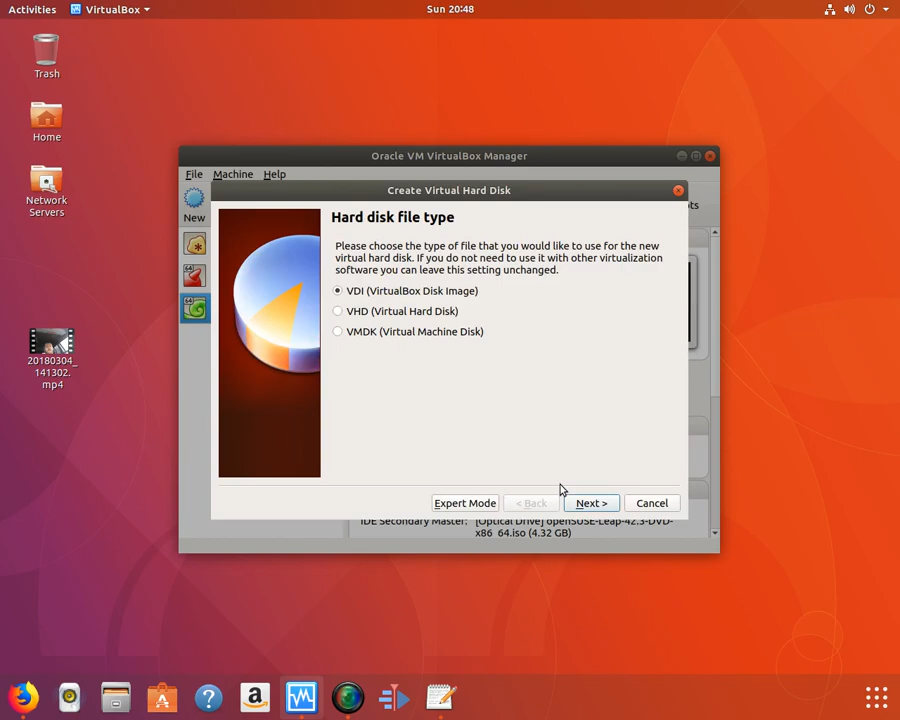 Activities
VirtualBox
Sun 20:48
Trash
Home
Network
Servers
20180304_
141302.
mp4
Oracle VM VirtualBox Manager
File Machine Help
New
Create Virtual Hard Disk
Hard disk file type
Please choose the type of file that you would like to use for the new
virtual hard disk. If you do not need to use it with other virtualization
software you can leave this setting unchanged.
VDI (VirtualBox Disk Image)
VHD (Virtual Hard Disk)
VMDK (Virtual Machine Disk)
Expert Mode
< Back
Next >
Cancel
IDE Secondary Master: [Optical Drive] openSUSE-Leap-42.3-DVD-
x86_64.iso (4.32 GB)
64
64